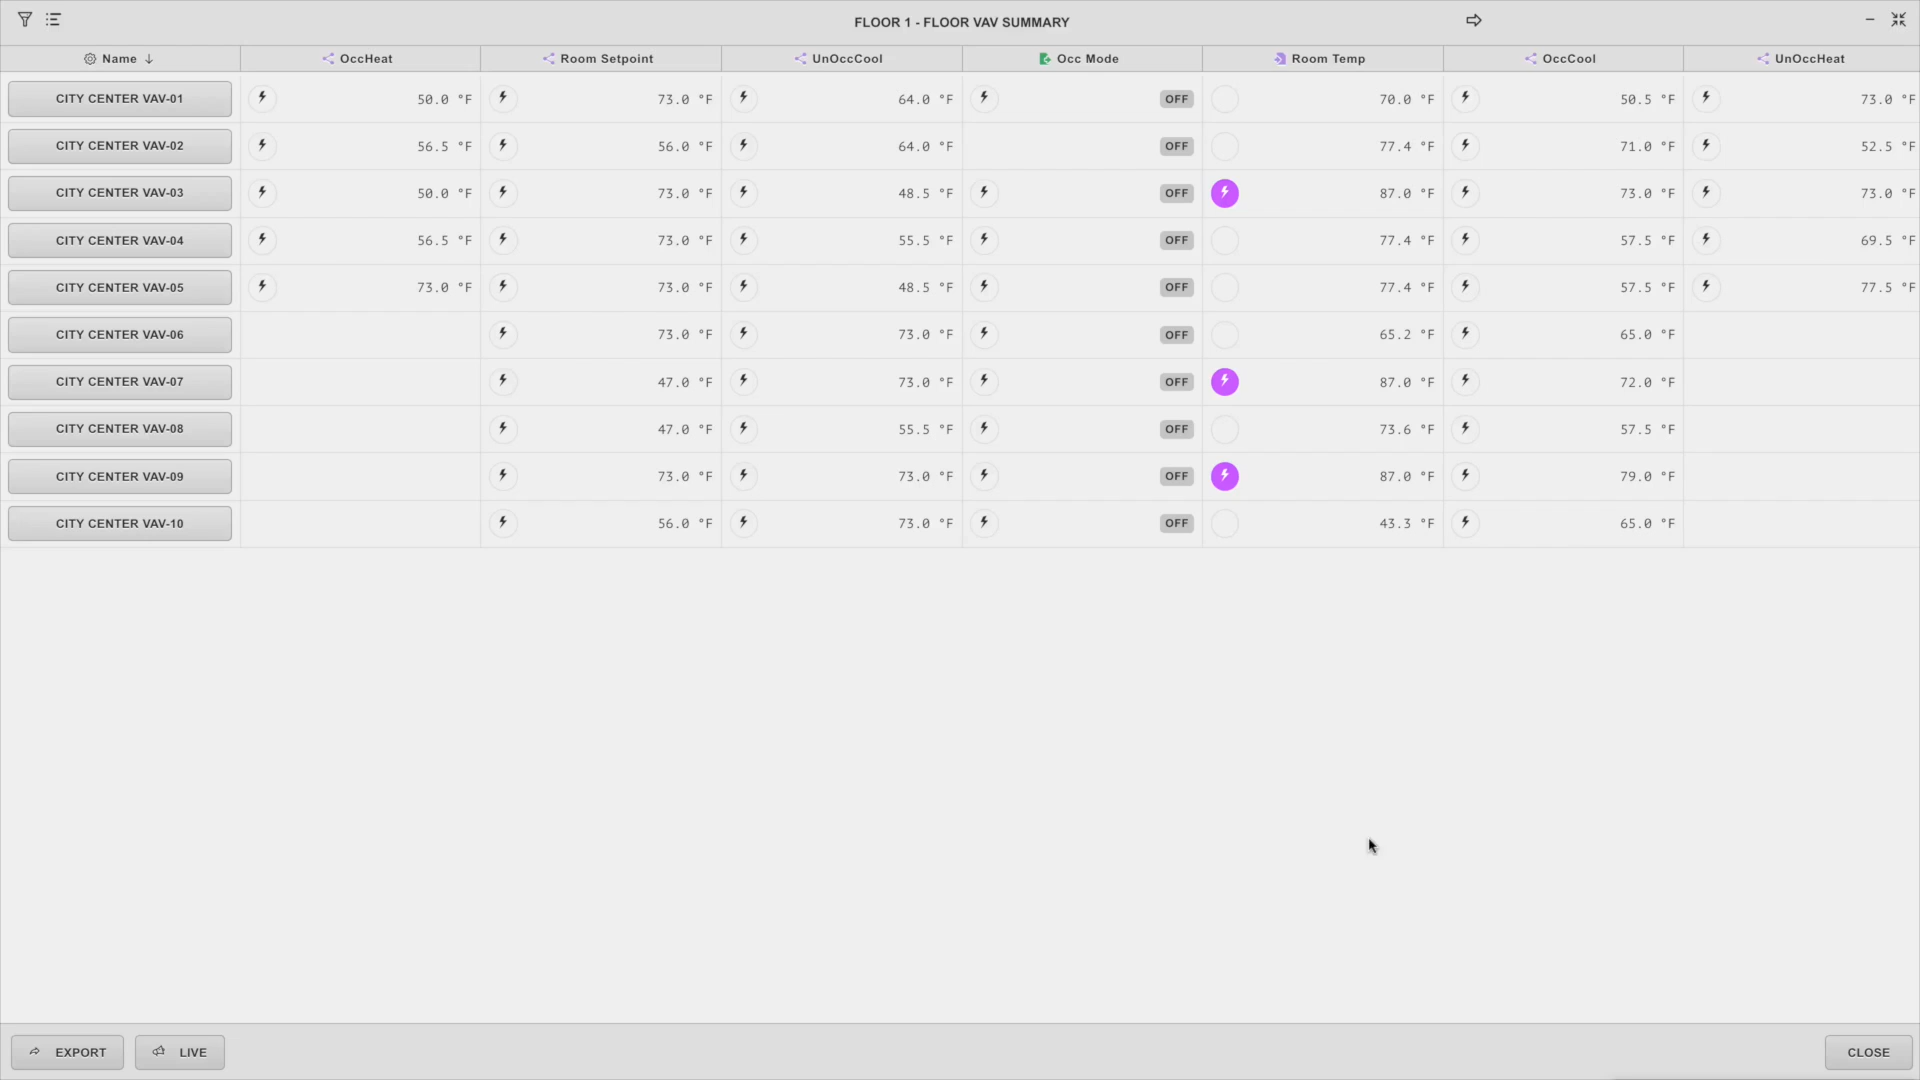 FLOOR 1 - FLOOR VAV SUMMARY
Name OccHeat Room Setpoint UnOccCool Occ Mode Room Temp OccCool UnOccHeat
CITY CENTER VAV-01 50.0 °F 73.0 °F 64.0 °F OFF 70.0 °F 50.5 °F 73.0 °F
CITY CENTER VAV-02 56.5 °F 56.0 °F 64.0 °F OFF 77.4 °F 71.0 °F 52.5 °F
CITY CENTER VAV-03 50.0 °F 73.0 °F 48.5 °F OFF 87.0 °F 73.0 °F 73.0 °F
CITY CENTER VAV-04 56.5 °F 73.0 °F 55.5 °F OFF 77.4 °F 57.5 °F 69.5 °F
CITY CENTER VAV-05 73.0 °F 73.0 °F 48.5 °F OFF 77.4 °F 57.5 °F 77.5 °F
CITY CENTER VAV-06 73.0 °F 73.0 °F OFF 65.2 °F 65.0 °F
CITY CENTER VAV-07 47.0 °F 73.0 °F OFF 87.0 °F 72.0 °F
CITY CENTER VAV-08 47.0 °F 55.5 °F OFF 73.6 °F 57.5 °F
CITY CENTER VAV-09 73.0 °F 73.0 °F OFF 87.0 °F 79.0 °F
CITY CENTER VAV-10 56.0 °F 73.0 °F OFF 43.3 °F 65.0 °F
EXPORT LIVE CLOSE